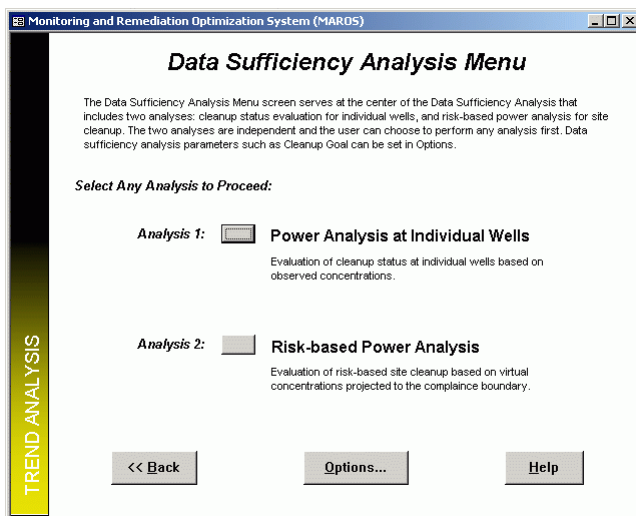 Monitoring and Remediation Optimization System (MAROS)
Data Sufficiency Analysis Menu
The Data Sufficiency Analysis Menu screen serves at the center of the Data Sufficiency Analysis that
includes two analyses: cleanup status evaluation for individual wells, and risk-based power analysis for site
cleanup. The two analyses are independent and the user can choose to perform any analysis first. Data
sufficiency analysis parameters such as Cleanup Goal can be set in Options.
Select Any Analysis to Proceed:
Analysis 1: Power Analysis at Individual Wells
Evaluation of cleanup status at individual wells based on
observed concentrations.
Analysis 2: Risk-based Power Analysis
Evaluation of risk-based site cleanup based on virtual
concentrations projected to the complaince boundary.
TREND ANALYSIS
<< Back Options... Help